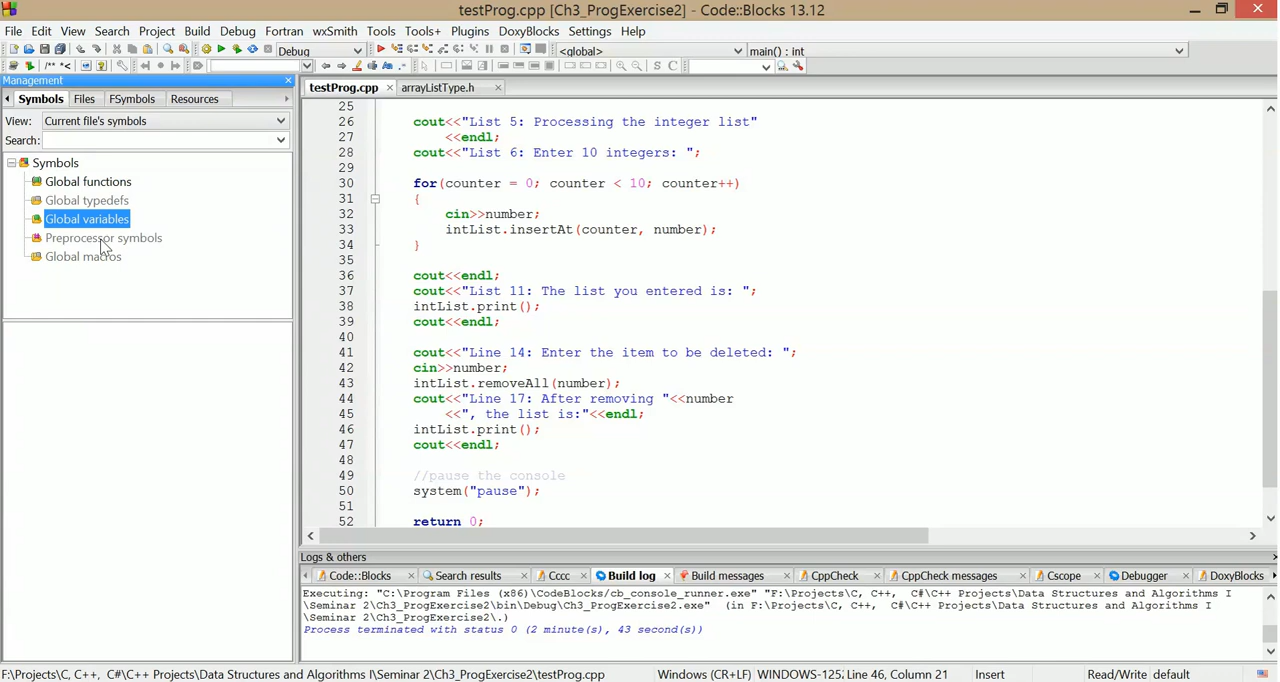 testProg.cpp [Ch3_ProgExercise2] - Code::Blocks 13.12
File Edit View Search Project Build Debug Fortran wxSmith Tools Tools+ Plugins DoxyBlocks Settings Help
Debug <global> main() : int
/** *< S C
Management
Symbols Files FSymbols Resources
View: Current file's symbols
Search:
Symbols
Global functions
Global typedefs
Global variables
Preprocessor symbols
Global macros
testProg.cpp arrayListType.h
25
26 cout<<"List 5: Processing the integer list"
27 <<endl;
28 cout<<"List 6: Enter 10 integers: ";
29
30 for(counter = 0; counter < 10; counter++)
31 {
32 cin>>number;
33 intList.insertAt(counter, number);
34 }
35
36 cout<<endl;
37 cout<<"List 11: The list you entered is: ";
38 intList.print();
39 cout<<endl;
40
41 cout<<"Line 14: Enter the item to be deleted: ";
42 cin>>number;
43 intList.removeAll(number);
44 cout<<"Line 17: After removing "<<number
45 <<", the list is:"<<endl;
46 intList.print();
47 cout<<endl;
48
49 //pause the console
50 system("pause");
51
52 return 0;
Logs & others
Code::Blocks Search results Cccc Build log Build messages CppCheck CppCheck messages Cscope Debugger DoxyBlocks
Executing: "C:\Program Files (x86)\CodeBlocks/cb_console_runner.exe" "F:\Projects\C, C++, C#\C++ Projects\Data Structures and Algorithms I
\Seminar 2\Ch3_ProgExercise2\bin\Debug\Ch3_ProgExercise2.exe" (in F:\Projects\C, C++, C#\C++ Projects\Data Structures and Algorithms I
\Seminar 2\Ch3_ProgExercise2\.)
Process terminated with status 0 (2 minute(s), 43 second(s))
F:\Projects\C, C++, C#\C++ Projects\Data Structures and Algorithms I\Seminar 2\Ch3_ProgExercise2\testProg.cpp Windows (CR+LF) WINDOWS-125 Line 46, Column 21 Insert Read/Write default